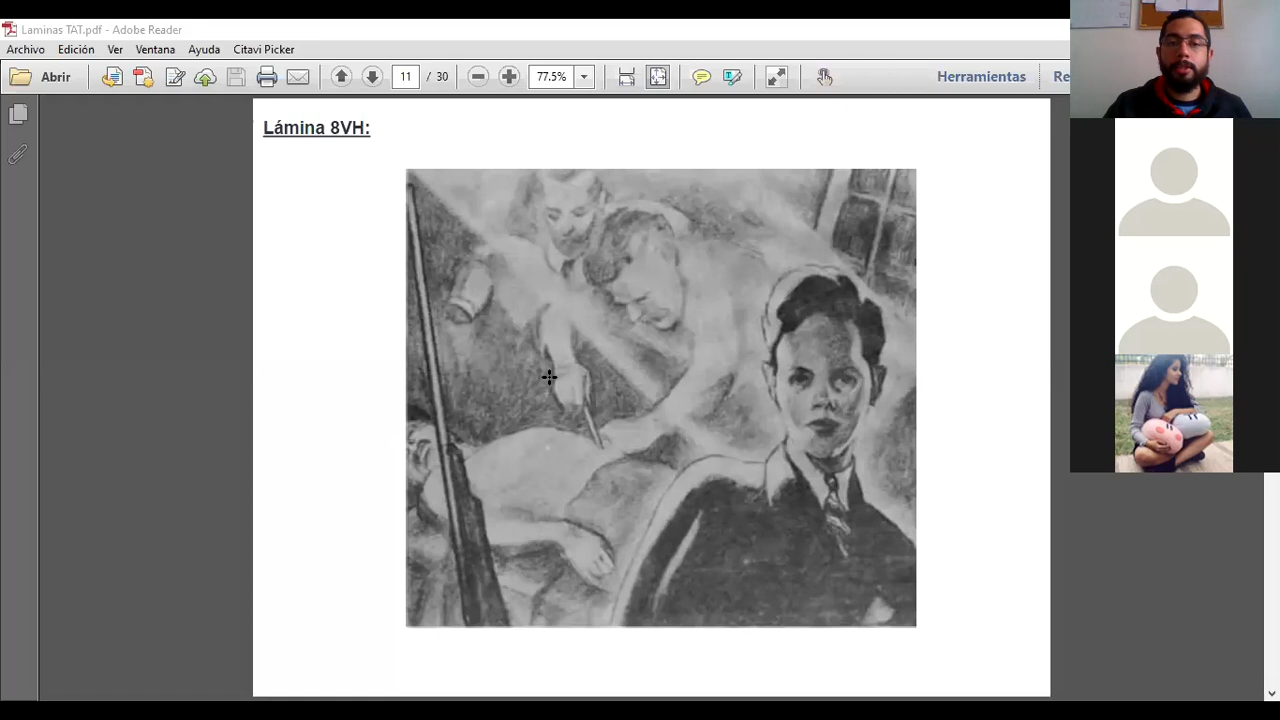 Laminas TAT.pdf - Adobe Reader
Archivo Edición Ver Ventana Ayuda Citavi Picker
Abrir 11 / 30 77.5% Herramientas Re
Lámina 8VH: